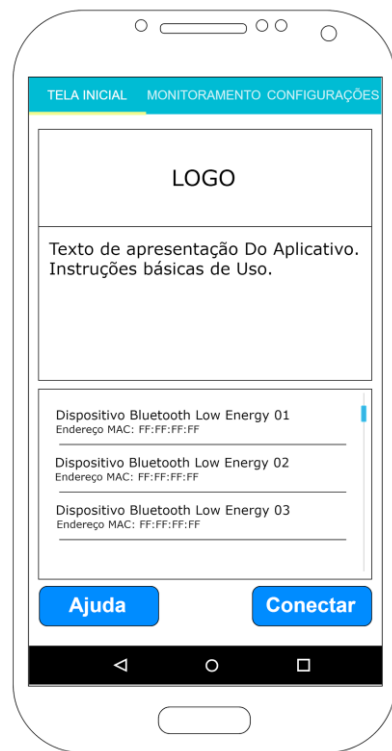 TELA INICIAL MONITORAMENTO CONFIGURAÇÕES
LOGO
Texto de apresentação Do Aplicativo.
Instruções básicas de Uso.
Dispositivo Bluetooth Low Energy 01
Endereço MAC: FF:FF:FF:FF
Dispositivo Bluetooth Low Energy 02
Endereço MAC: FF:FF:FF:FF
Dispositivo Bluetooth Low Energy 03
Endereço MAC: FF:FF:FF:FF
Ajuda Conectar